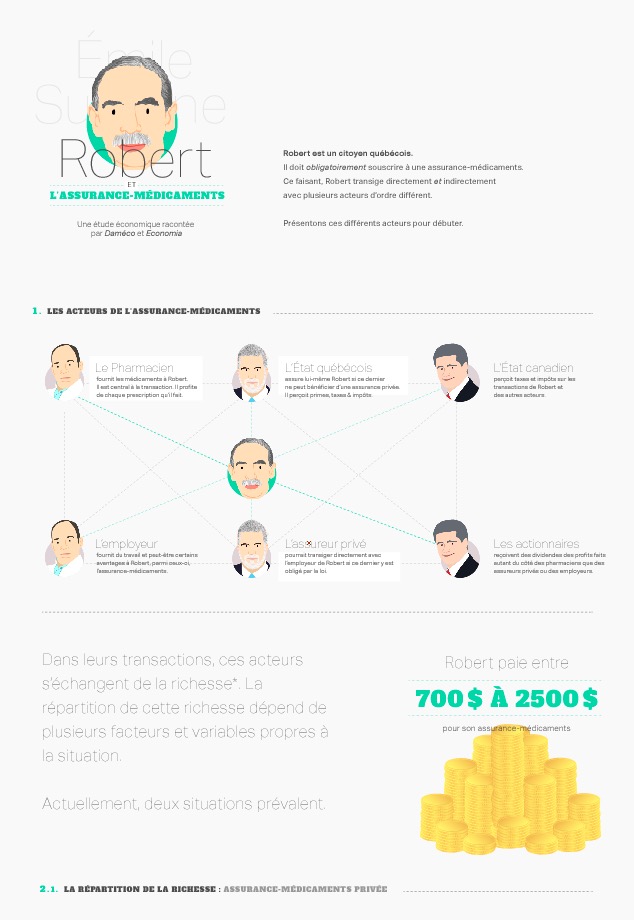 Émile
Robert
ET
L'ASSURANCE-MÉDICAMENTS
Une étude économique racontée
par Daméco et Economia
Robert est un citoyen québécois.
Il doit obligatoirement souscrire à une assurance-médicaments.
Ce faisant, Robert transige directement et indirectement
avec plusieurs acteurs d'ordre différent.
Présentons ces différents acteurs pour débuter.
1. LES ACTEURS DE L'ASSURANCE-MÉDICAMENTS
Le Pharmacien
fournit les médicaments à Robert.
Il est central à la transaction. Il profite
de chaque prescription qu'il fait.
L'État québécois
assure lui-même Robert si ce dernier
ne peut bénéficier d'une assurance privée.
Il perçoit primes, taxes & impôts.
L'État canadien
perçoit taxes et impôts sur les
transactions de Robert et
des autres acteurs.
L'employeur
fournit du travail et peut-être certains
avantages à Robert, parmi ceux-ci,
l'assurance-médicaments.
L'assureur privé
pourrait transiger directement avec
l'employeur de Robert si ce dernier y est
obligé par la loi.
Les actionnaires
reçoivent des dividendes des profits faits
autant du côté des pharmaciens que des
assureurs privés ou des employeurs.
Dans leurs transactions, ces acteurs
s'échangent de la richesse*. La
répartition de cette richesse dépend de
plusieurs facteurs et variables propres à
la situation.
Actuellement, deux situations prévalent.
Robert paie entre
700 $ À 2500 $
pour son assurance-médicaments
2.1. LA RÉPARTITION DE LA RICHESSE : ASSURANCE-MÉDICAMENTS PRIVÉE